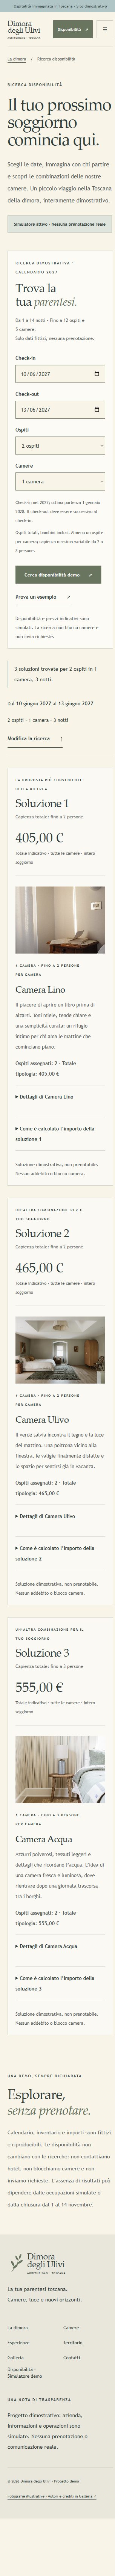 Ospitalità immaginata in Toscana · Sito dimostrativo
Dimora
degli Ulivi
AGRITURISMO · TOSCANA
Disponibilità ↗
La dimora / Ricerca disponibilità
RICERCA DISPONIBILITÀ
Il tuo prossimo
soggiorno
comincia qui.
Scegli le date, immagina con chi partire
e scopri le combinazioni delle nostre
camere. Un piccolo viaggio nella Toscana
della Dimora, interamente dimostrativo.
Simulatore attivo · Nessuna prenotazione reale
RICERCA DIMOSTRATIVA ·
CALENDARIO 2027
Trova la
tua parentesi.
Da 1 a 14 notti · Fino a 12 ospiti e
5 camere.
Solo dati fittizi, nessuna prenotazione.
Check-in
10/06/2027
Check-out
13/06/2027
Ospiti
2 ospiti
Camere
1 camera
Check-in nel 2027; ultima partenza 1 gennaio
2028. Il check-out deve essere successivo al
check-in.
Ospiti totali, bambini inclusi. Almeno un ospite
per camera; capienza massima variabile da 2 a
3 persone.
Cerca disponibilità demo ↗
Prova un esempio ↗
Disponibilità e prezzi indicativi sono
simulati. La ricerca non blocca camere e
non invia richieste.
3 soluzioni trovate per 2 ospiti in 1
camera, 3 notti.
Dal 10 giugno 2027 al 13 giugno 2027
2 ospiti · 1 camera · 3 notti
Modifica la ricerca ↑
LA PROPOSTA PIÙ CONVENIENTE
DELLA RICERCA
Soluzione 1
Capienza totale: fino a 2 persone
405,00 €
Totale indicativo · tutte le camere · intero
soggiorno
1 CAMERA · FINO A 2 PERSONE
PER CAMERA
Camera Lino
Il piacere di aprire un libro prima di
alzarsi. Toni miele, tende chiare e
una semplicità curata: un rifugio
intimo per chi ama le mattine che
cominciano piano.
Ospiti assegnati: 2 · Totale
tipologia: 405,00 €
▶ Dettagli di Camera Lino
▶ Come è calcolato l'importo della
soluzione 1
Soluzione dimostrativa, non prenotabile.
Nessun addebito o blocco camera.
UN'ALTRA COMBINAZIONE PER IL
TUO SOGGIORNO
Soluzione 2
Capienza totale: fino a 2 persone
465,00 €
Totale indicativo · tutte le camere · intero
soggiorno
1 CAMERA · FINO A 2 PERSONE
PER CAMERA
Camera Ulivo
Il verde salvia incontra il legno e la luce
del mattino. Una poltrona vicino alla
finestra, le valigie finalmente disfatte e
lo spazio per sentirsi già in vacanza.
Ospiti assegnati: 2 · Totale
tipologia: 465,00 €
▶ Dettagli di Camera Ulivo
▶ Come è calcolato l'importo della
soluzione 2
Soluzione dimostrativa, non prenotabile.
Nessun addebito o blocco camera.
UN'ALTRA COMBINAZIONE PER IL
TUO SOGGIORNO
Soluzione 3
Capienza totale: fino a 2 persone
555,00 €
Totale indicativo · tutte le camere · intero
soggiorno
1 CAMERA · FINO A 2 PERSONE
PER CAMERA
Camera Acqua
Azzurri polverosi, tessuti leggeri e
dettagli che ricordano l'acqua. L'idea di
una camera fresca e luminosa, dove
rientrare dopo una giornata trascorsa
tra i borghi.
Ospiti assegnati: 2 · Totale
tipologia: 555,00 €
▶ Dettagli di Camera Acqua
▶ Come è calcolato l'importo della
soluzione 3
Soluzione dimostrativa, non prenotabile.
Nessun addebito o blocco camera.
UNA DEMO, SEMPRE DICHIARATA
Esplorare,
senza prenotare.
Calendario, inventario e importi sono fittizi
e riproducibili. Le disponibilità non
cambiano con le ricerche: non contattiamo
hotel, non blocchiamo camere e non
inviamo richieste. L'assenza di risultati può
dipendere dalle occupazioni simulate o
dalla chiusura dal 1 al 14 novembre.
Dimora
degli Ulivi
AGRITURISMO · TOSCANA
La tua parentesi toscana.
Camere, luce e nuovi orizzonti.
La dimora Camere
Esperienze Territorio
Galleria Contatti
Disponibilità ·
Simulatore demo
UNA NOTA DI TRASPARENZA
Progetto dimostrativo: azienda,
informazioni e operazioni sono
simulate. Nessuna prenotazione o
comunicazione reale.
© 2026 Dimora degli Ulivi · Progetto demo
Fotografie illustrative · Autori e crediti in Galleria ↑